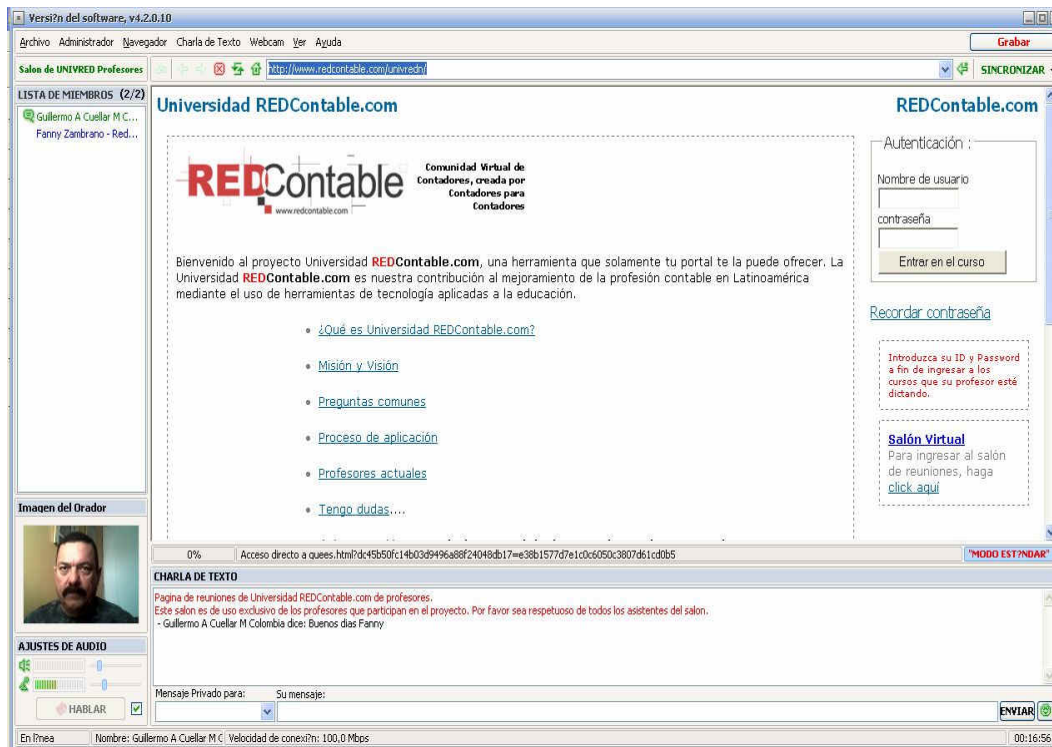 Versi?n del software, v4.2.0.10
Archivo Administrador Navegador Charla de Texto Webcam Ver Ayuda
Grabar
Salon de UNIVRED Profesores
http://www.redcontable.com/univredn/
SINCRONIZAR
LISTA DE MIEMBROS (2/2)
Guillermo A Cuellar M C...
Fanny Zambrano - Red...
Universidad REDContable.com
REDContable.com
REDContable
www.redcontable.com
Comunidad Virtual de
Contadores, creada por
Contadores para
Contadores
Bienvenido al proyecto Universidad REDContable.com, una herramienta que solamente tu portal te la puede ofrecer. La
Universidad REDContable.com es nuestra contribución al mejoramiento de la profesión contable en Latinoamérica
mediante el uso de herramientas de tecnología aplicadas a la educación.
¿Qué es Universidad REDContable.com?
Misión y Visión
Preguntas comunes
Proceso de aplicación
Profesores actuales
Tengo dudas....
Autenticación :
Nombre de usuario
contraseña
Entrar en el curso
Recordar contraseña
Introduzca su ID y Password
a fin de ingresar a los
cursos que su profesor esté
dictando.
Salón Virtual
Para ingresar al salón
de reuniones, haga
click aquí
Imagen del Orador
0% Acceso directo a quees.html?dc45b50fc14b03d9496a88f24048db17=e38b1577d7e1c0c6050c3807d61cd0b5
"MODO EST?NDAR"
CHARLA DE TEXTO
Pagina de reuniones de Universidad REDContable.com de profesores.
Este salon es de uso exclusivo de los profesores que participan en el proyecto. Por favor sea respetuoso de todos los asistentes del salon.
- Guillermo A Cuellar M Colombia dice: Buenos dias Fanny
AJUSTES DE AUDIO
HABLAR
Mensaje Privado para: Su mensaje:
ENVIAR
En l?nea Nombre: Guillermo A Cuellar M C Velocidad de conexi?n: 100,0 Mbps 00:16:56